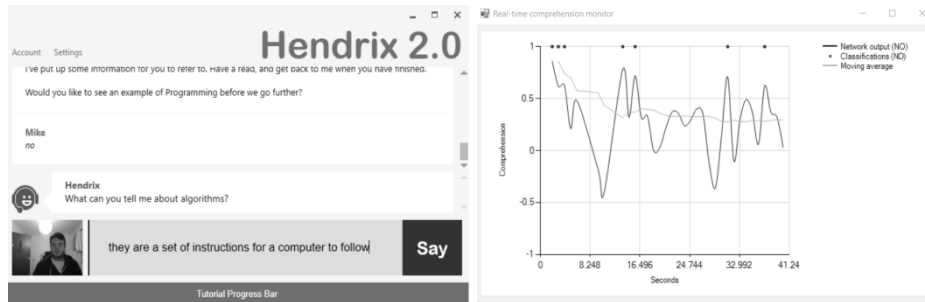 Account
Settings
Hendrix 2.0
I've put up some information for you to refer to. Have a read, and get back to me when you have finished.
Would you like to see an example of Programming before we go further?
Mike
no
Hendrix
What can you tell me about algorithms?
they are a set of instructions for a computer to follow
Say
Tutorial Progress Bar
Real-time comprehension monitor
Network output (NO)
Classifications (NO)
Moving average
Comprehension
1
0.5
0
-0.5
-1
0
8.248
16.496
24.744
32.992
41.24
Seconds